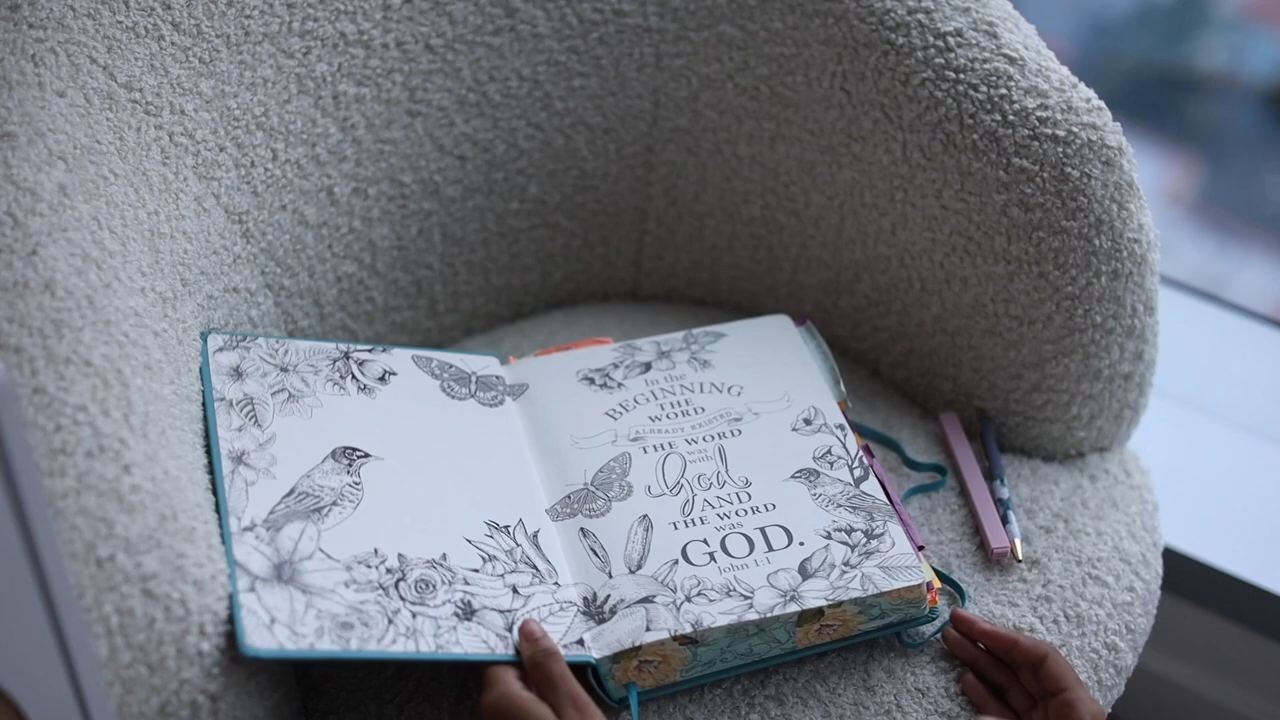 In the
BEGINNING
THE
WORD
ALREADY EXISTED.
THE WORD
was
with
God
AND
THE WORD
was
GOD.
John 1:1